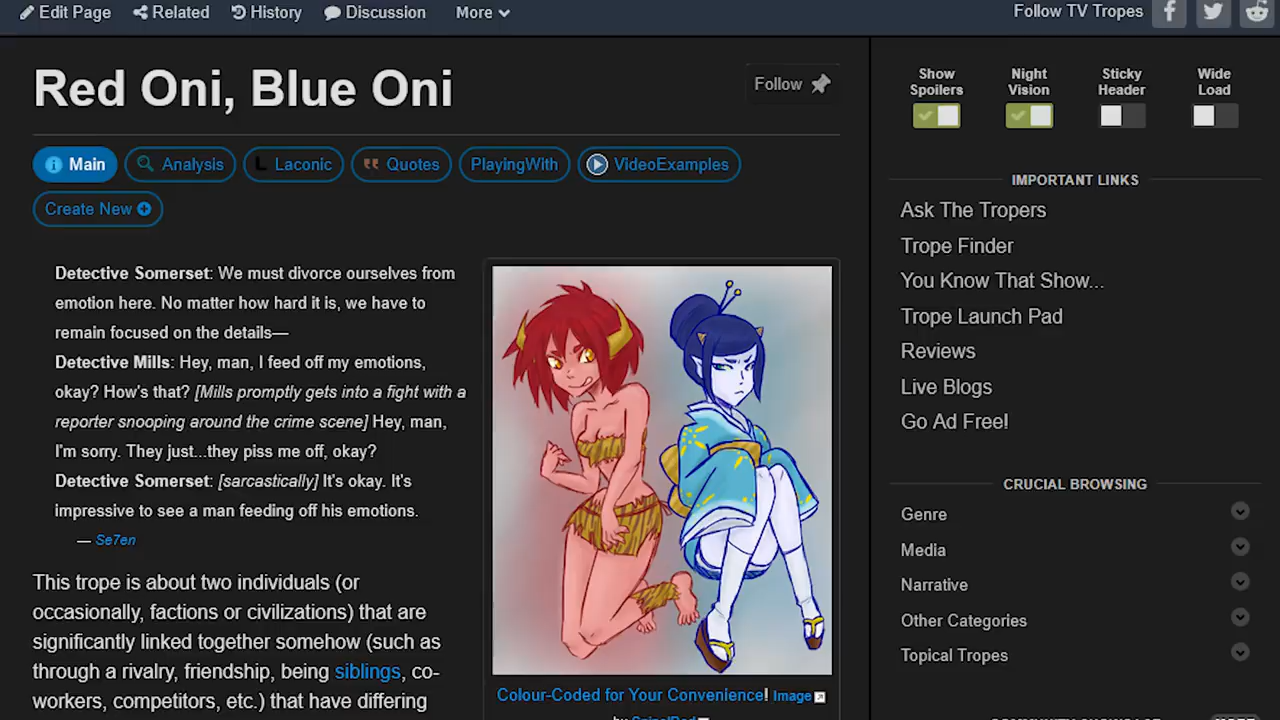 Edit Page Related History Discussion More Follow TV Tropes
Red Oni, Blue Oni
Follow
Main Analysis Laconic Quotes PlayingWith VideoExamples
Create New
Detective Somerset: We must divorce ourselves from
emotion here. No matter how hard it is, we have to
remain focused on the details—
Detective Mills: Hey, man, I feed off my emotions,
okay? How's that? [Mills promptly gets into a fight with a
reporter snooping around the crime scene] Hey, man,
I'm sorry. They just...they piss me off, okay?
Detective Somerset: [sarcastically] It's okay. It's
impressive to see a man feeding off his emotions.
— Se7en
This trope is about two individuals (or
occasionally, factions or civilizations) that are
significantly linked together somehow (such as
through a rivalry, friendship, being siblings, co-
workers, competitors, etc.) that have differing
Colour-Coded for Your Convenience! Image
Show Spoilers
Night Vision
Sticky Header
Wide Load
IMPORTANT LINKS
Ask The Tropers
Trope Finder
You Know That Show...
Trope Launch Pad
Reviews
Live Blogs
Go Ad Free!
CRUCIAL BROWSING
Genre
Media
Narrative
Other Categories
Topical Tropes